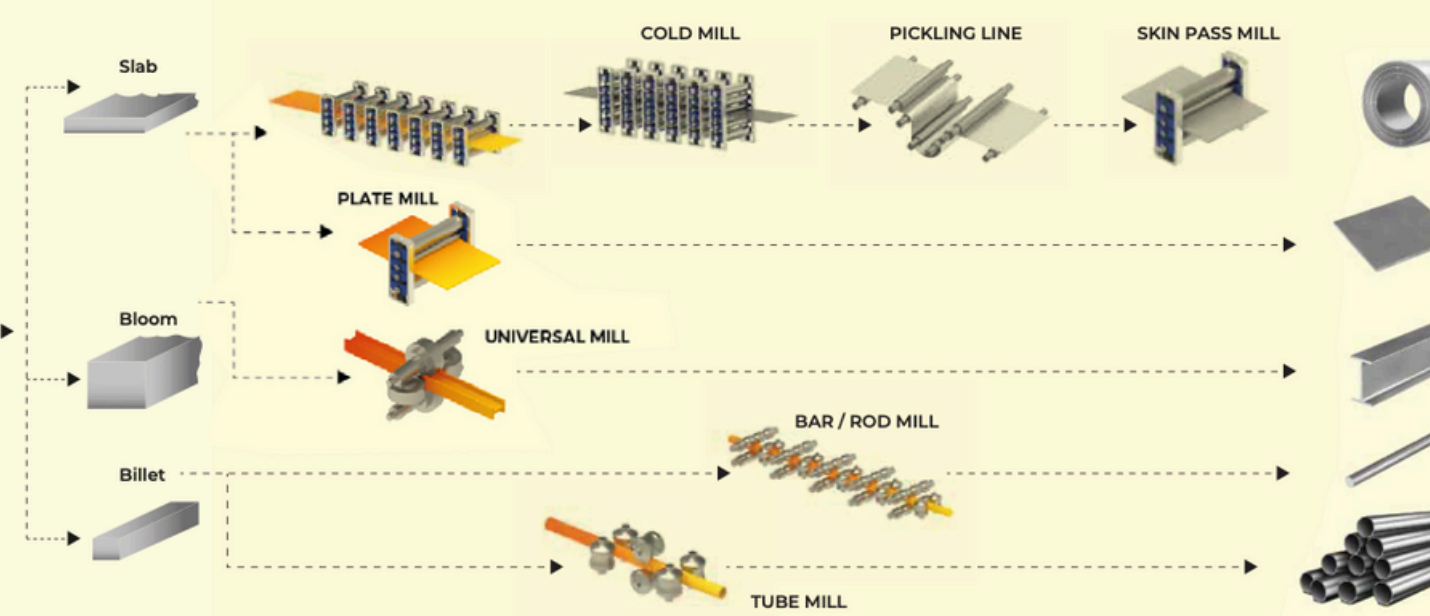 COLD MILL
PICKLING LINE
SKIN PASS MILL
Slab
PLATE MILL
Bloom
UNIVERSAL MILL
BAR / ROD MILL
Billet
TUBE MILL